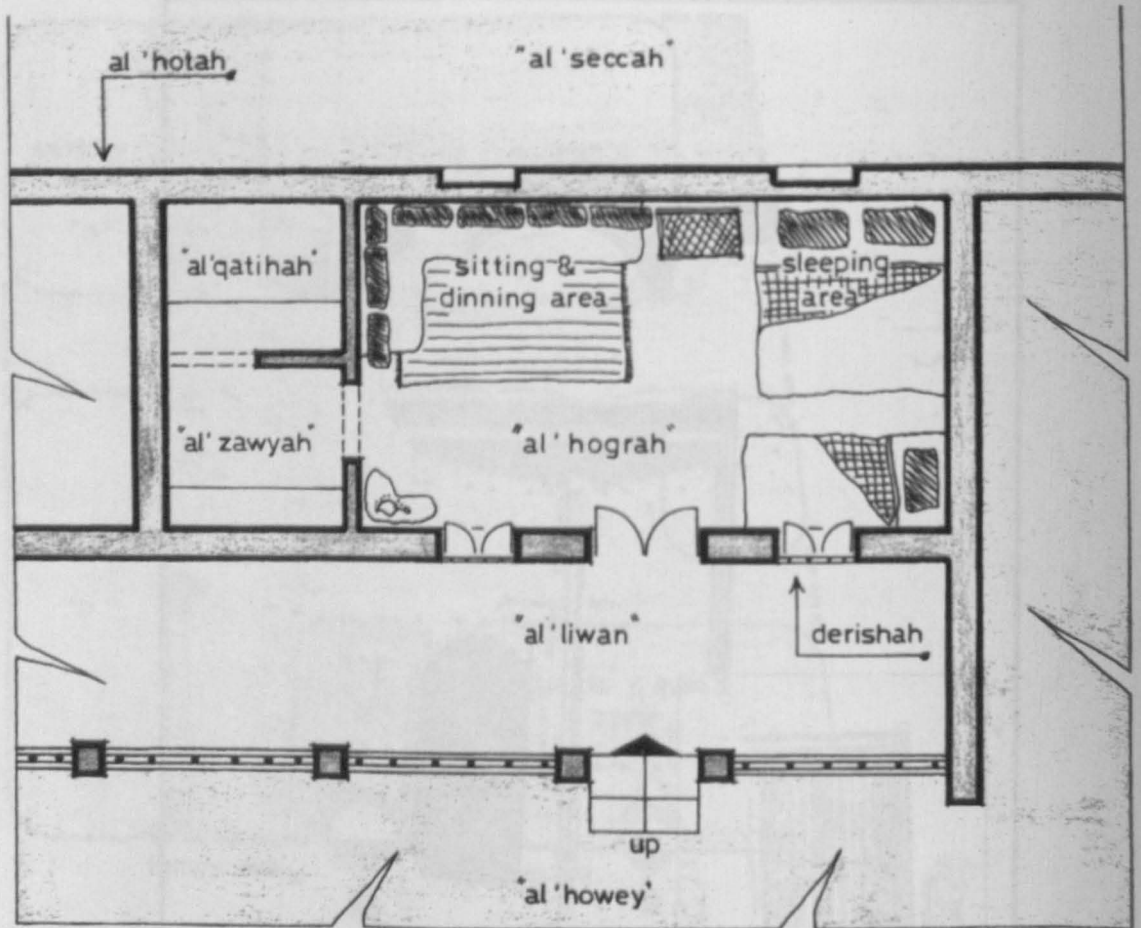 al 'hotah
"al 'seccah"
"al'qatihah"
sitting &
dinning area
sleeping
area
"al' zawyah"
"al' hograh"
"al'liwan"
derishah
up
"al'howey"